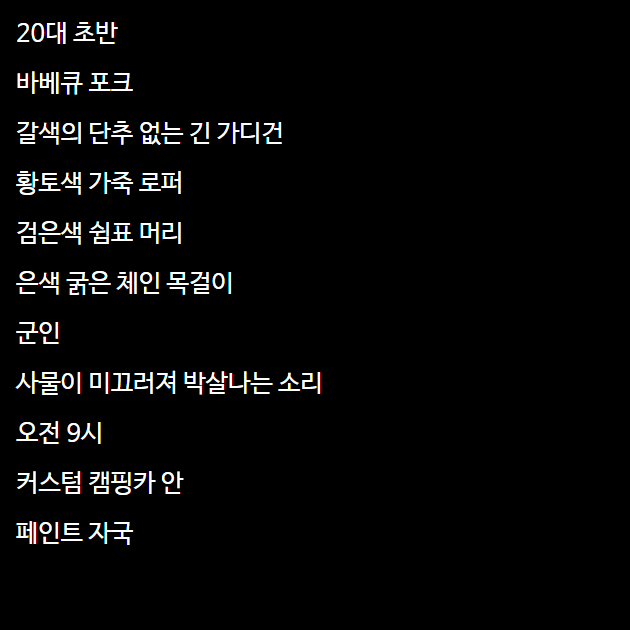 20대 초반
바베큐 포크
갈색의 단추 없는 긴 가디건
황토색 가죽 로퍼
검은색 쉼표 머리
은색 굵은 체인 목걸이
군인
사물이 미끄러져 박살나는 소리
오전 9시
커스텀 캠핑카 안
페인트 자국